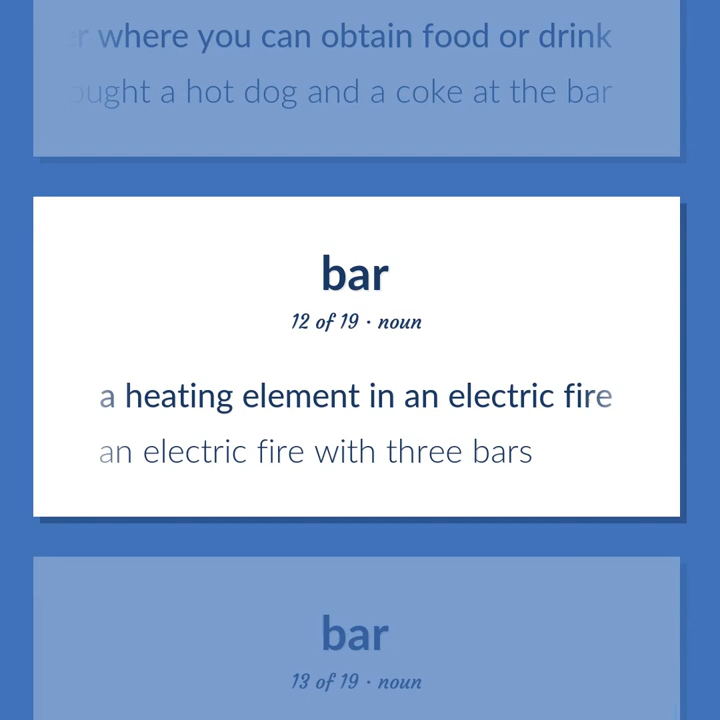 where you can obtain food or drink
ought a hot dog and a coke at the bar
bar
12 of 19 · noun
a heating element in an electric fire
an electric fire with three bars
bar
13 of 19 · noun